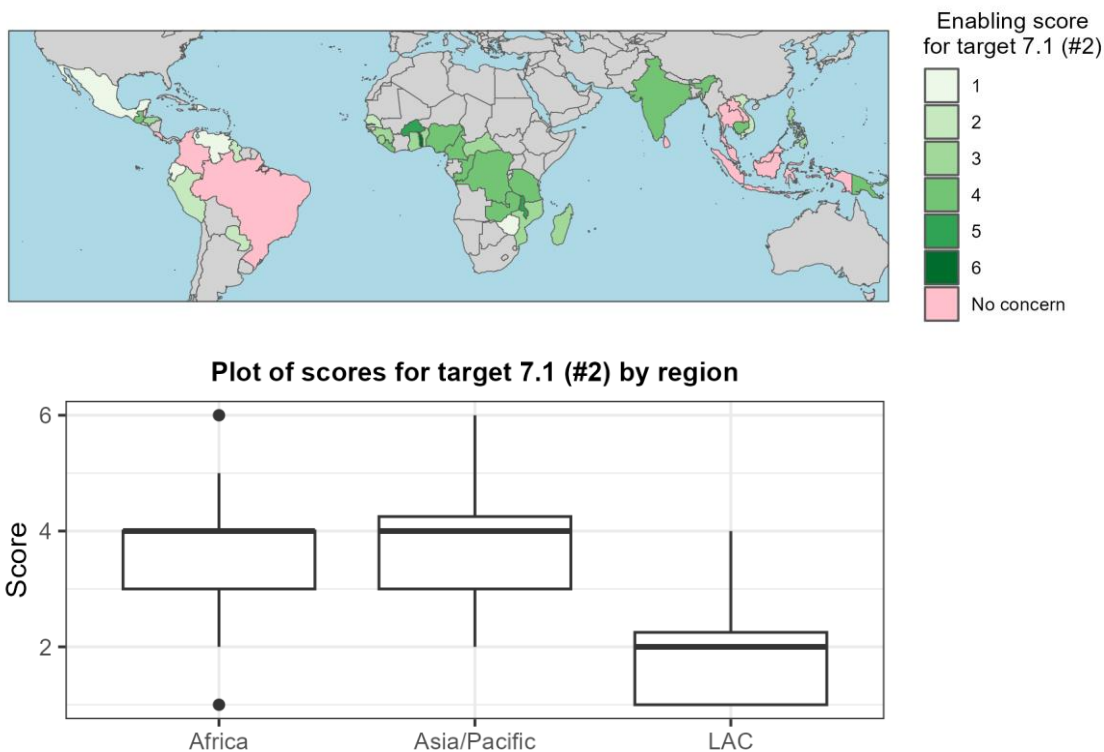 Enabling score
for target 7.1 (#2)
1
2
3
4
5
6
No concern
Plot of scores for target 7.1 (#2) by region
6
4
2
Score
Africa
Asia/Pacific
LAC